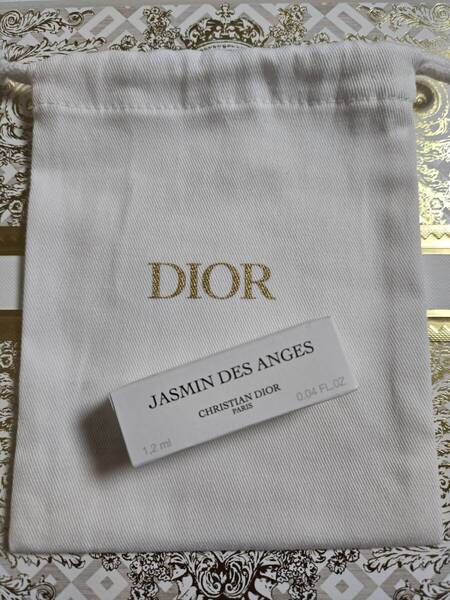 DIOR
JASMIN DES ANGES
CHRISTIAN DIOR
PARIS
1,2 ml
0.04 FL.OZ